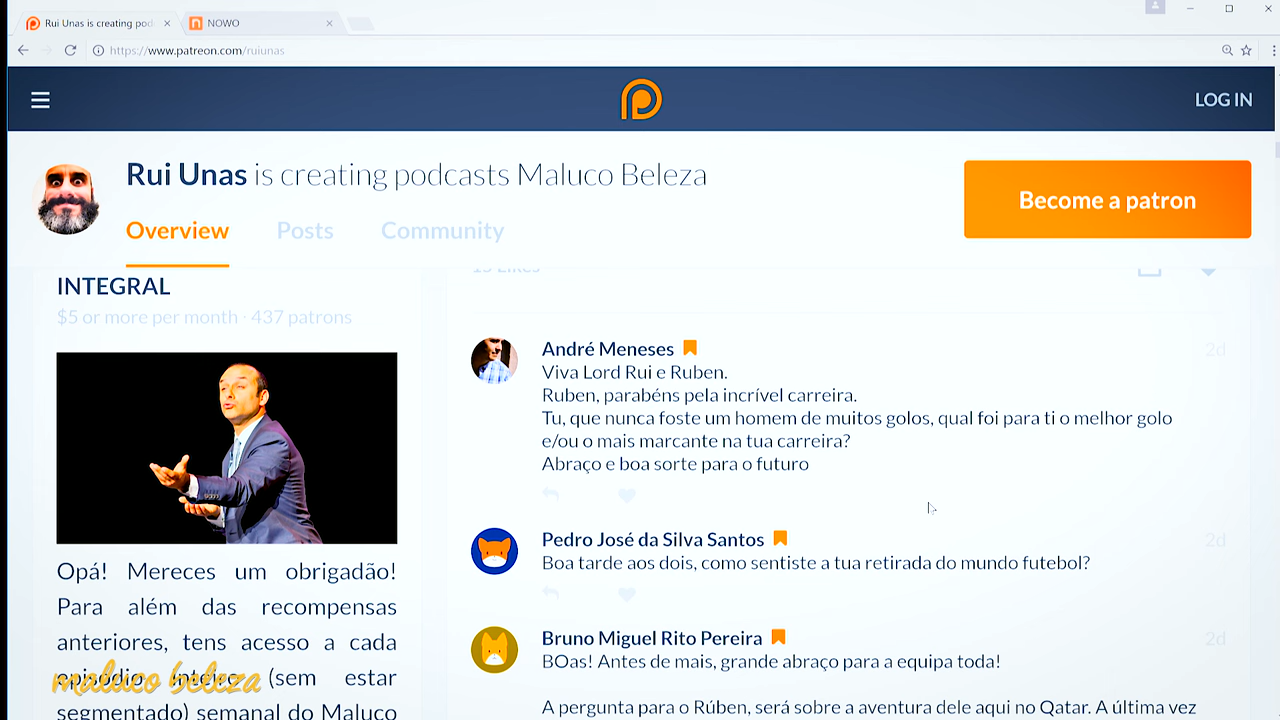 Rui Unas is creating pod
NOWO
https://www.patreon.com/ruiunas
LOG IN
Rui Unas is creating podcasts Maluco Beleza
Become a patron
Overview
Posts
Community
INTEGRAL
$5 or more per month · 437 patrons
Opá! Mereces um obrigadão!
Para além das recompensas
anteriores, tens acesso a cada
episódio inteiro (sem estar
segmentado) semanal do Maluco
maluco beleza
15 Likes
André Meneses
2d
Viva Lord Rui e Ruben.
Ruben, parabéns pela incrível carreira.
Tu, que nunca foste um homem de muitos golos, qual foi para ti o melhor golo
e/ou o mais marcante na tua carreira?
Abraço e boa sorte para o futuro
Pedro José da Silva Santos
2d
Boa tarde aos dois, como sentiste a tua retirada do mundo futebol?
Bruno Miguel Rito Pereira
2d
BOas! Antes de mais, grande abraço para a equipa toda!
A pergunta para o Rúben, será sobre a aventura dele aqui no Qatar. A última vez